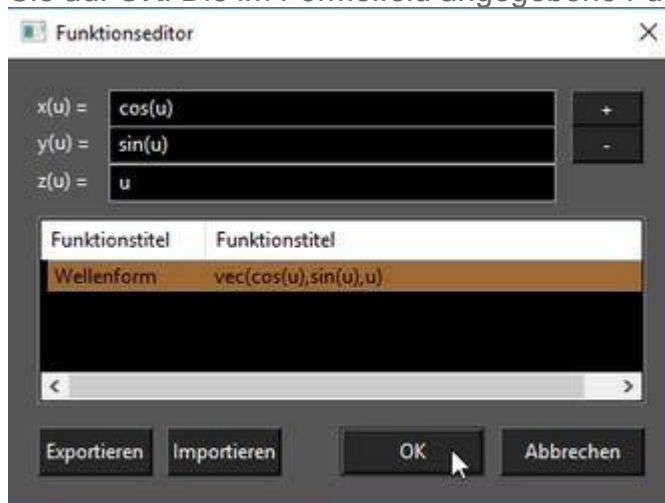 Funktionseditor
x(u) = cos(u) +
y(u) = sin(u) -
z(u) = u
Funktionstitel Funktionstitel
Wellenform vec(cos(u),sin(u),u)
Exportieren Importieren OK Abbrechen